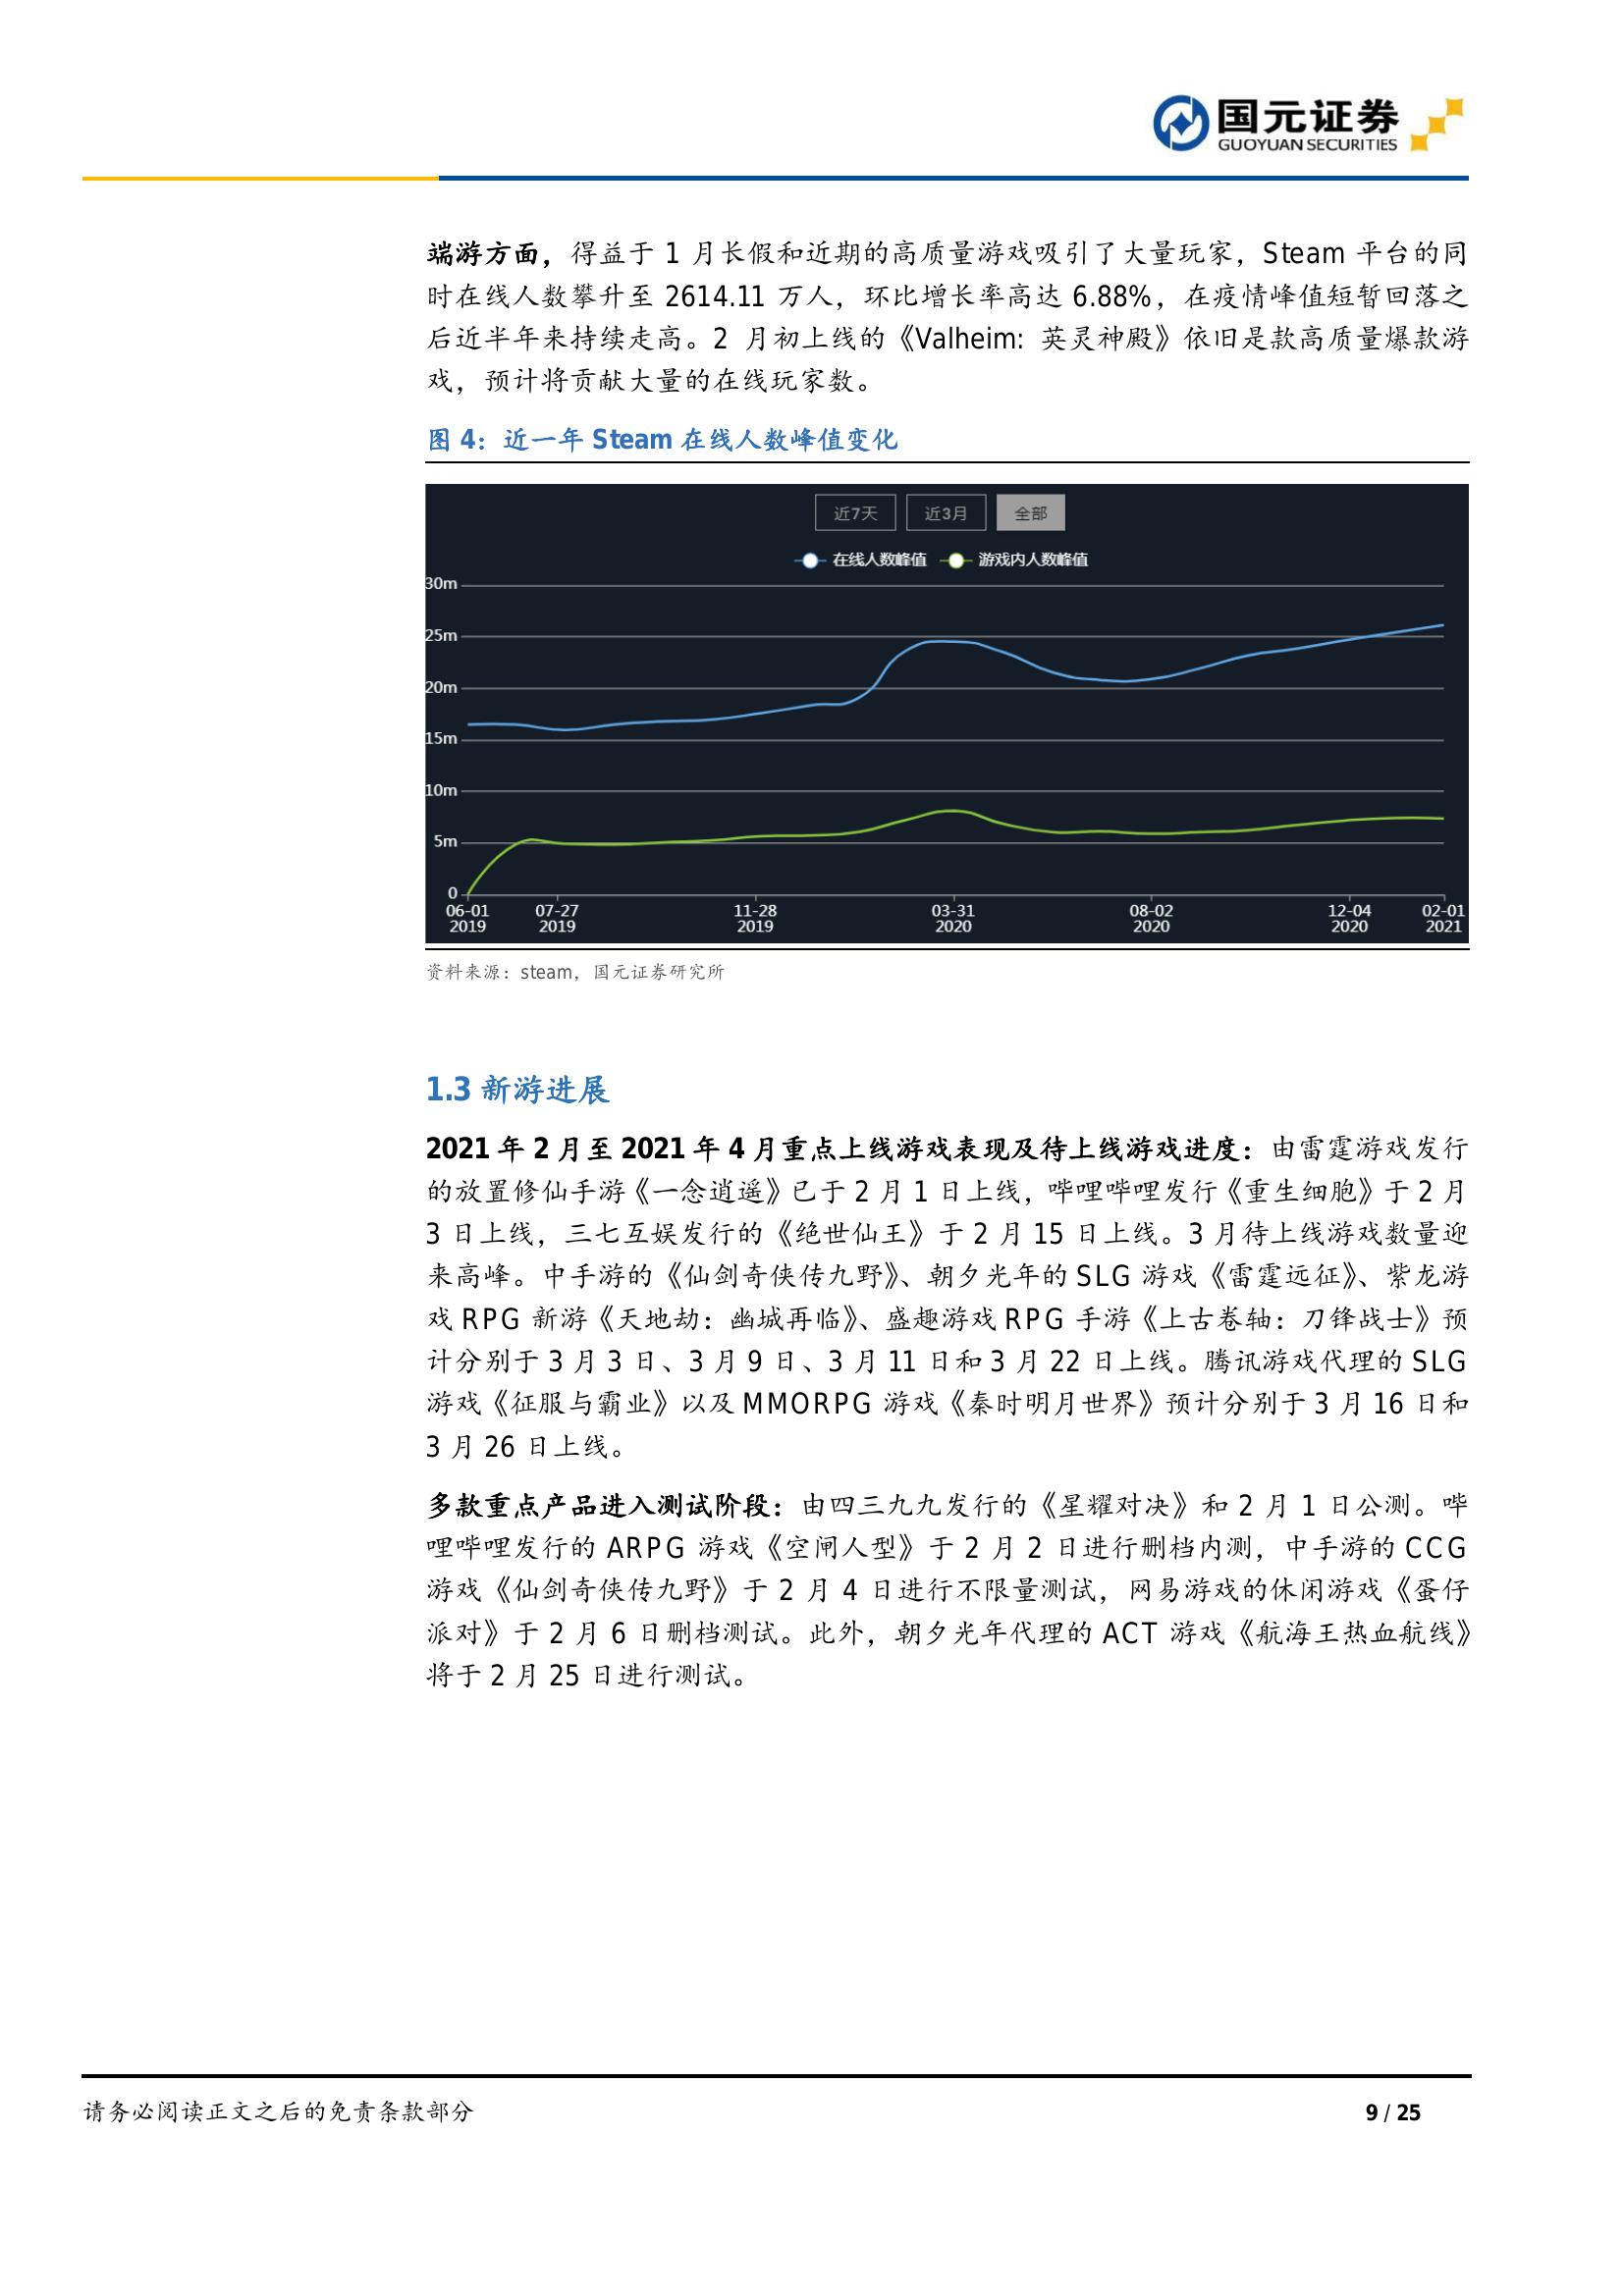 国元证券
GUOYUAN SECURITIES
端游方面，得益于 1 月长假和近期的高质量游戏吸引了大量玩家，Steam 平台的同
时在线人数攀升至 2614.11 万人，环比增长率高达 6.88%，在疫情峰值短暂回落之
后近半年来持续走高。2 月初上线的《Valheim: 英灵神殿》依旧是款高质量爆款游
戏，预计将贡献大量的在线玩家数。
图 4：近一年 Steam 在线人数峰值变化
近7天 近3月 全部
在线人数峰值 游戏内人数峰值
30m
25m
20m
15m
10m
5m
0
06-01 07-27 11-28 03-31 08-02 12-04 02-01
2019 2019 2019 2020 2020 2020 2021
资料来源：steam，国元证券研究所
1.3 新游进展
2021 年 2 月至 2021 年 4 月重点上线游戏表现及待上线游戏进度：由雷霆游戏发行
的放置修仙手游《一念逍遥》已于 2 月 1 日上线，哔哩哔哩发行《重生细胞》于 2 月
3 日上线，三七互娱发行的《绝世仙王》于 2 月 15 日上线。3 月待上线游戏数量迎
来高峰。中手游的《仙剑奇侠传九野》、朝夕光年的 SLG 游戏《雷霆远征》、紫龙游
戏 RPG 新游《天地劫：幽城再临》、盛趣游戏 RPG 手游《上古卷轴：刀锋战士》预
计分别于 3 月 3 日、3 月 9 日、3 月 11 日和 3 月 22 日上线。腾讯游戏代理的 SLG
游戏《征服与霸业》以及 MMORPG 游戏《秦时明月世界》预计分别于 3 月 16 日和
3 月 26 日上线。
多款重点产品进入测试阶段：由四三九九发行的《星耀对决》和 2 月 1 日公测。哔
哩哔哩发行的 ARPG 游戏《空闸人型》于 2 月 2 日进行删档内测，中手游的 CCG
游戏《仙剑奇侠传九野》于 2 月 4 日进行不限量测试，网易游戏的休闲游戏《蛋仔
派对》于 2 月 6 日删档测试。此外，朝夕光年代理的 ACT 游戏《航海王热血航线》
将于 2 月 25 日进行测试。
请务必阅读正文之后的免责条款部分 9 / 25